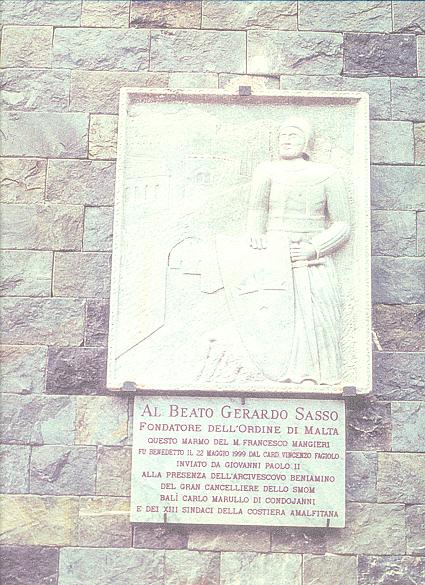 AL BEATO GERARDO SASSO
FONDATORE DELL'ORDINE DI MALTA
QUESTO MARMO DEL M. FRANCESCO MANGIERI
FU BENEDETTO IL 22 MAGGIO 1999 DAL CARD. VINCENZO FAGIOLO
INVIATO DA GIOVANNI PAOLO II
ALLA PRESENZA DELL'ARCIVESCOVO BENIAMINO
DEL GRAN CANCELLIERE DELLO SMOM
BALÌ CARLO MARULLO DI CONDOJANNI
E DEI XIII SINDACI DELLA COSTIERA AMALFITANA